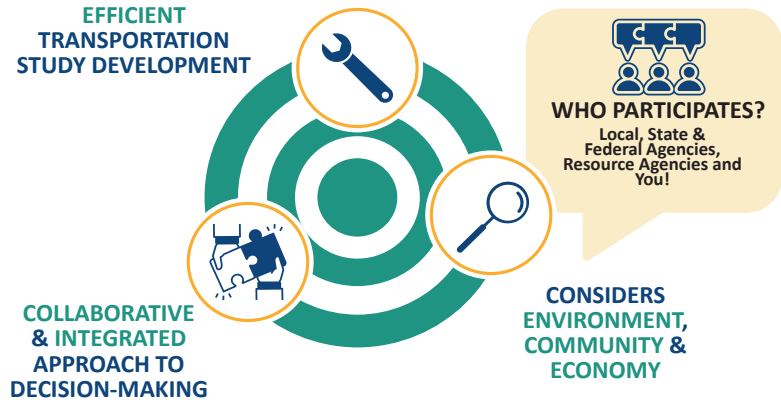 EFFICIENT
TRANSPORTATION
STUDY DEVELOPMENT
WHO PARTICIPATES?
Local, State &
Federal Agencies,
Resource Agencies and
You!
COLLABORATIVE
& INTEGRATED
APPROACH TO
DECISION-MAKING
CONSIDERS
ENVIRONMENT,
COMMUNITY &
ECONOMY